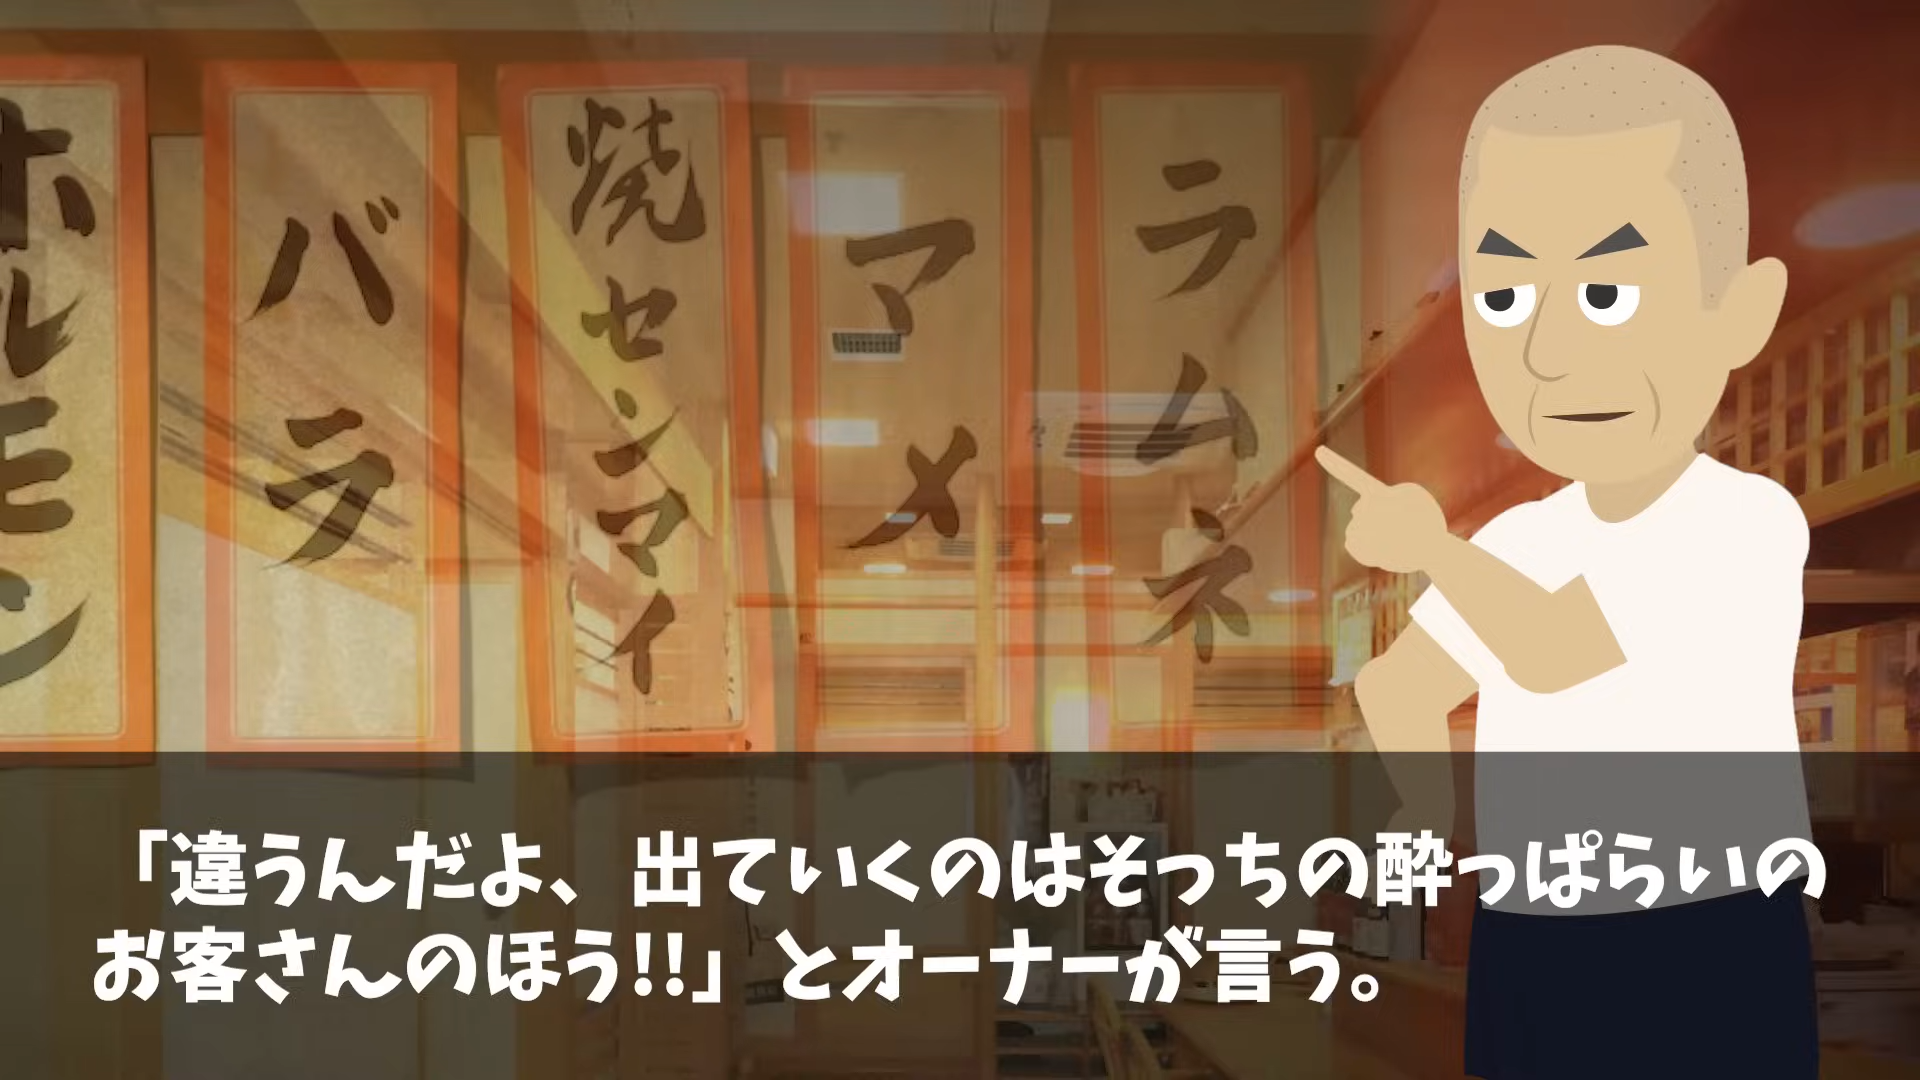 ホルモン
バラ
焼センマイ
アメ
ラムネ
「違うんだよ、出ていくのはそっちの酔っぱらいの
お客さんのほう!!」とオーナーが言う。